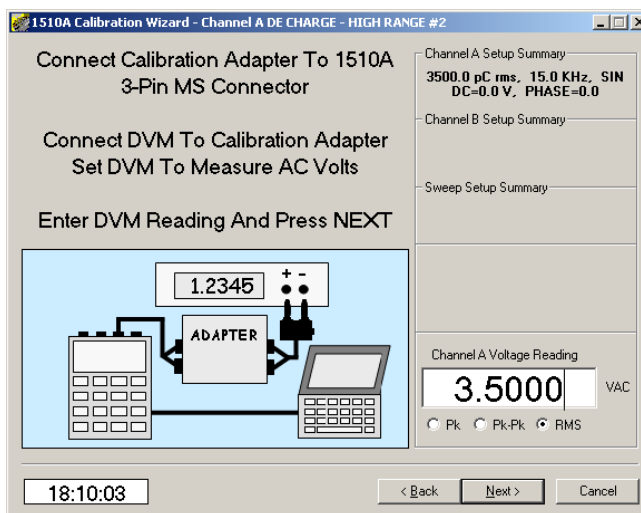 1510A Calibration Wizard - Channel A DE CHARGE - HIGH RANGE #2
Connect Calibration Adapter To 1510A
3-Pin MS Connector
Connect DVM To Calibration Adapter
Set DVM To Measure AC Volts
Enter DVM Reading And Press NEXT
1.2345
+ -
ADAPTER
Channel A Setup Summary
3500.0 pC rms, 15.0 KHz, SIN
DC=0.0 V, PHASE=0.0
Channel B Setup Summary
Sweep Setup Summary
Channel A Voltage Reading
3.5000 VAC
Pk Pk-Pk RMS
18:10:03
< Back Next > Cancel